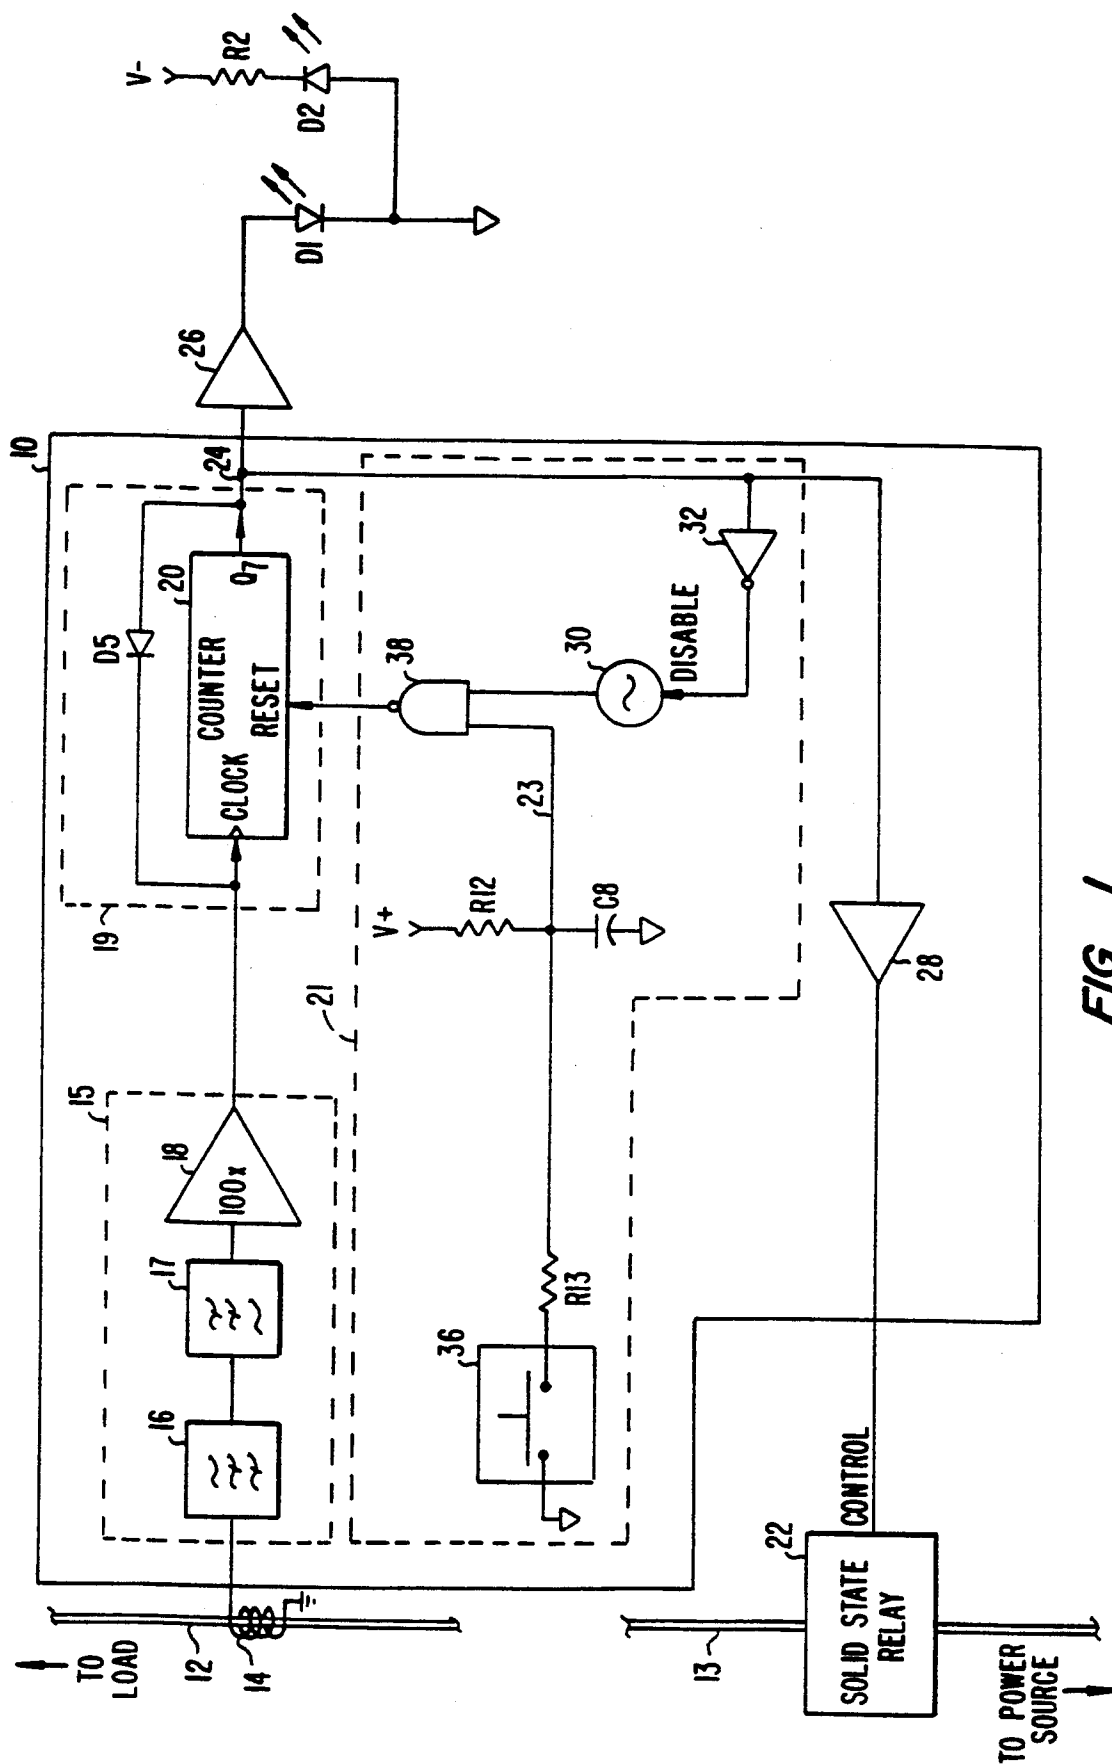 10
19
D5
20
COUNTER
CLOCK
RESET
Q7
24
26
V-
R2
D2
D1
15
16
17
18
100x
21
V+
R12
C8
23
38
30
DISABLE
32
36
R13
28
TO
LOAD
12
14
13
22
CONTROL
SOLID STATE
RELAY
TO POWER
SOURCE
FIG. 1